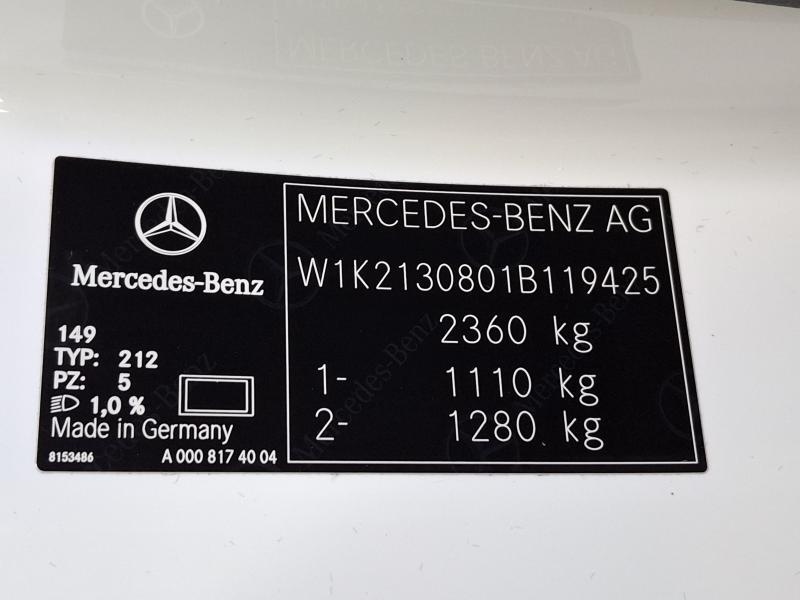 Mercedes-Benz
149
TYP: 212
PZ: 5
1,0 %
Made in Germany
8153486 A 000 817 40 04
MERCEDES-BENZ AG
W1K2130801B119425
2360 kg
1- 1110 kg
2- 1280 kg